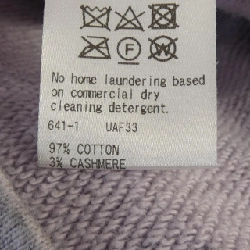 No home laundering based
on commercial dry
cleaning detergent.
641-1 UAF33
97% COTTON
3% CASHMERE